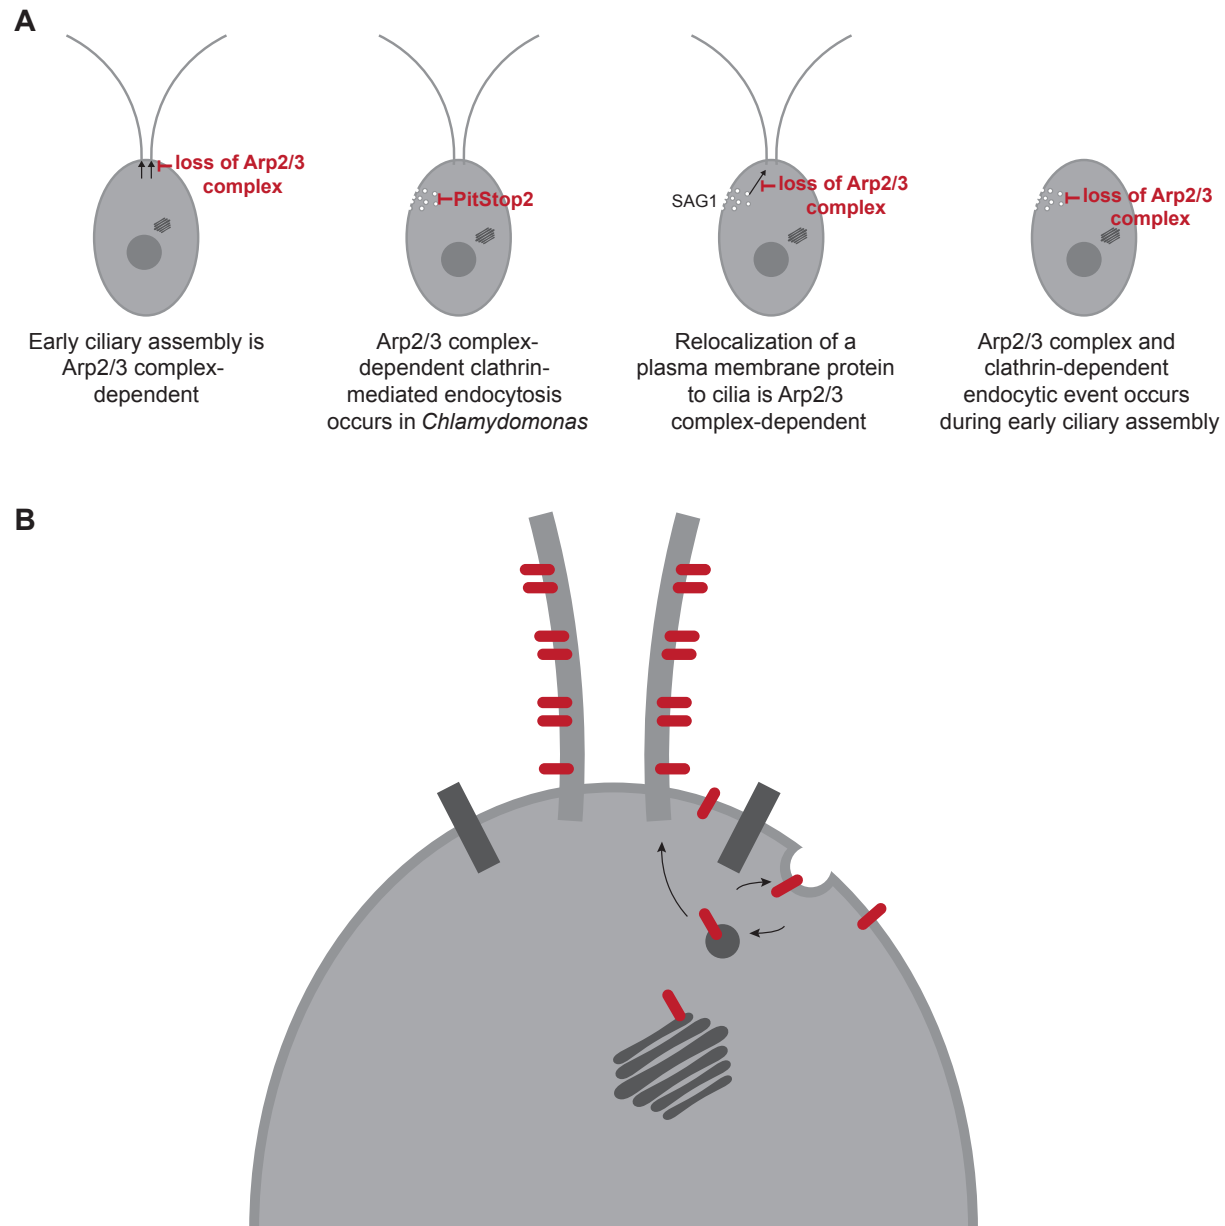 A
loss of Arp2/3
complex
PitStop2
SAG1
loss of Arp2/3
complex
loss of Arp2/3
complex
Early ciliary assembly is
Arp2/3 complex-
dependent
Arp2/3 complex-
dependent clathrin-
mediated endocytosis
occurs in Chlamydomonas
Relocalization of a
plasma membrane protein
to cilia is Arp2/3
complex-dependent
Arp2/3 complex and
clathrin-dependent
endocytic event occurs
during early ciliary assembly
B